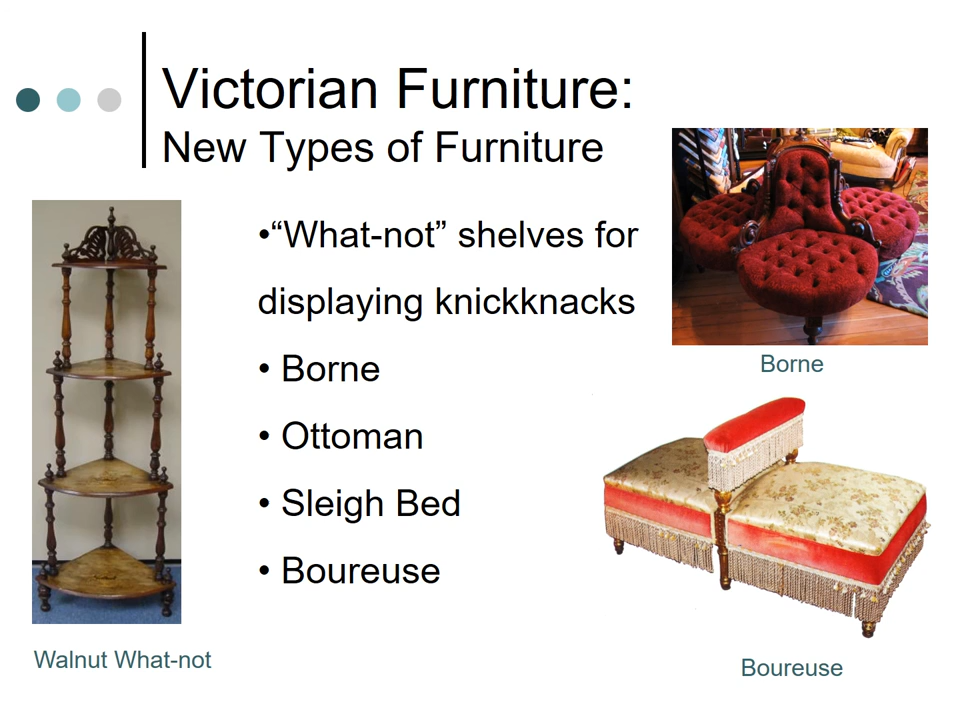 Victorian Furniture:
New Types of Furniture
•“What-not” shelves for
displaying knickknacks
• Borne
• Ottoman
• Sleigh Bed
• Boureuse
Borne
Walnut What-not
Boureuse